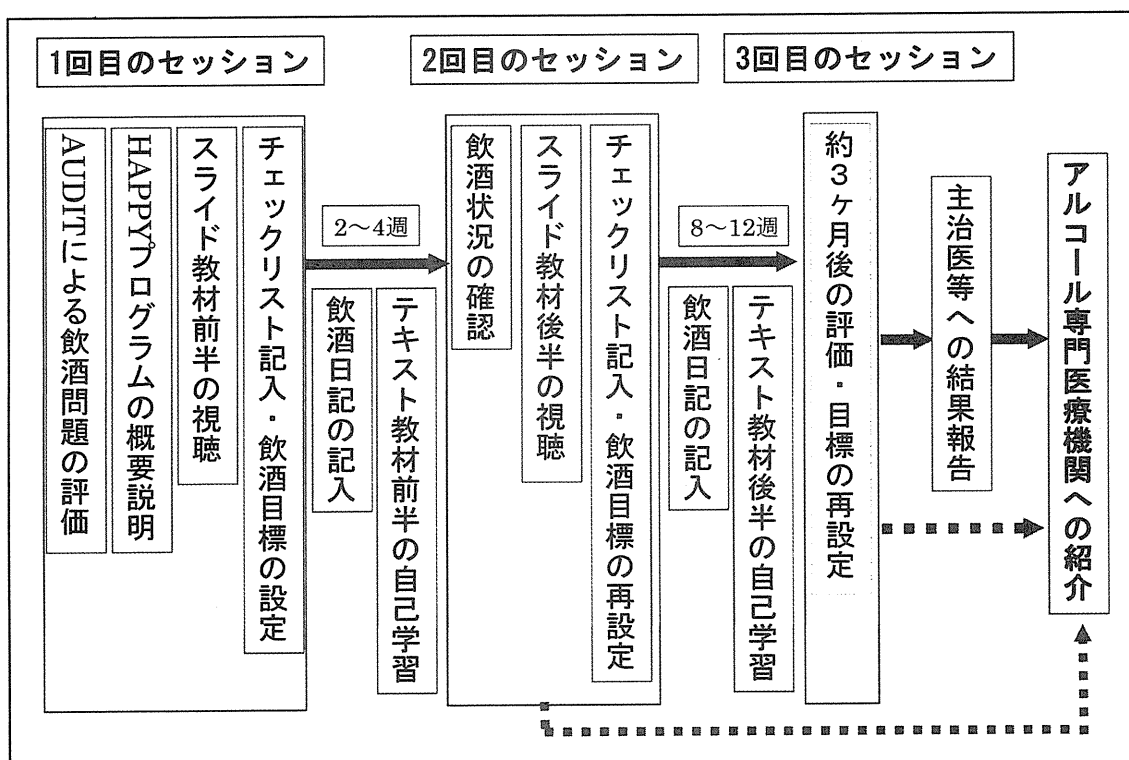 1回目のセッション
AUDITによる飲酒問題の評価
HAPPYプログラムの概要説明
スライド教材前半の視聴
チェックリスト記入・飲酒目標の設定
2～4週
飲酒日記の記入
テキスト教材前半の自己学習
2回目のセッション
飲酒状況の確認
スライド教材後半の視聴
チェックリスト記入・飲酒目標の再設定
8～12週
飲酒日記の記入
テキスト教材後半の自己学習
3回目のセッション
約3ヶ月後の評価・目標の再設定
主治医等への結果報告
アルコール専門医療機関への紹介